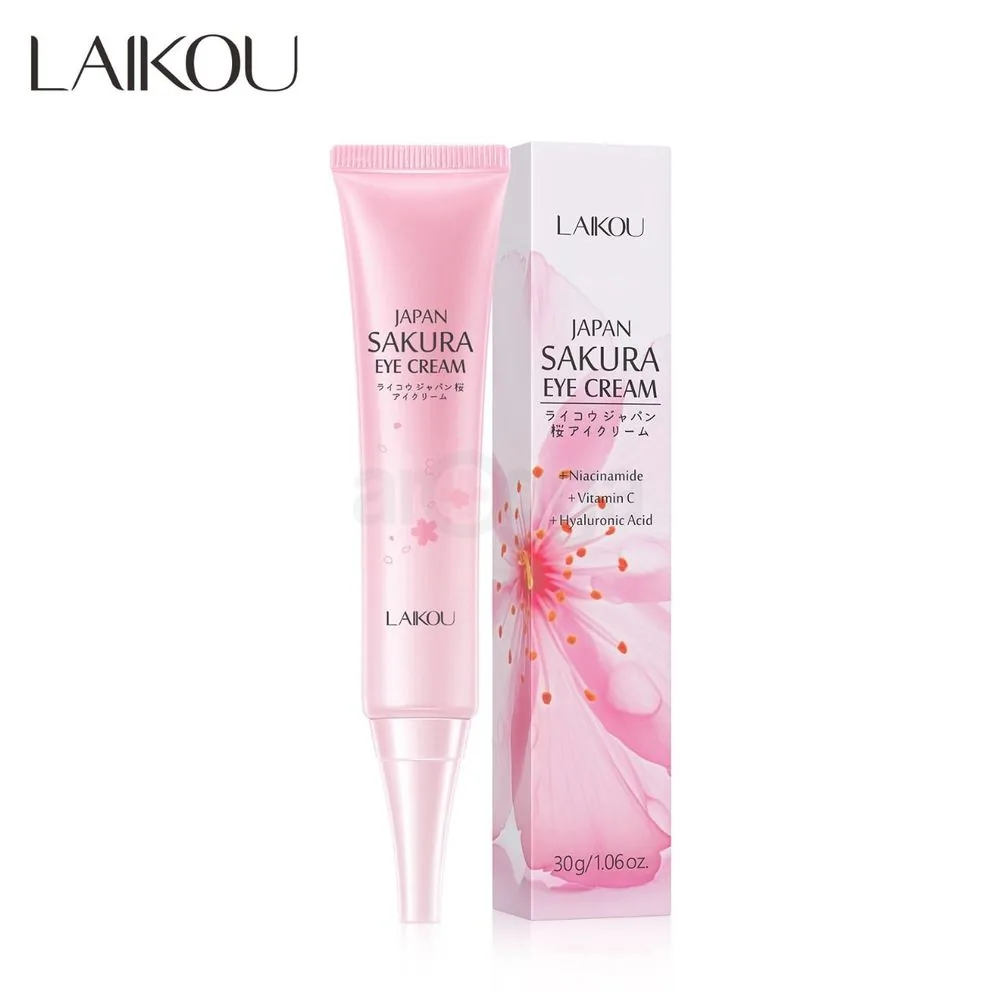 LAIKOU
JAPAN
SAKURA
EYE CREAM
ライコウ ジャパン 桜
アイクリーム
LAIKOU
LAIKOU
JAPAN
SAKURA
EYE CREAM
ライコウ ジャパン
桜 アイクリーム
+Niacinamide
+Vitamin C
+Hyaluronic Acid
30g/1.06oz.